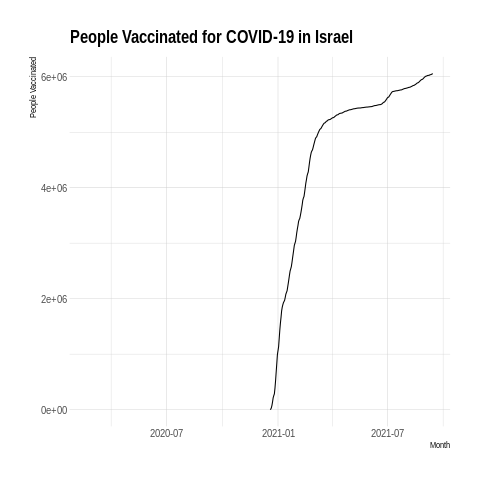 People Vaccinated for COVID-19 in Israel
People Vaccinated
6e+06
4e+06
2e+06
0e+00
2020-07
2021-01
2021-07
Month